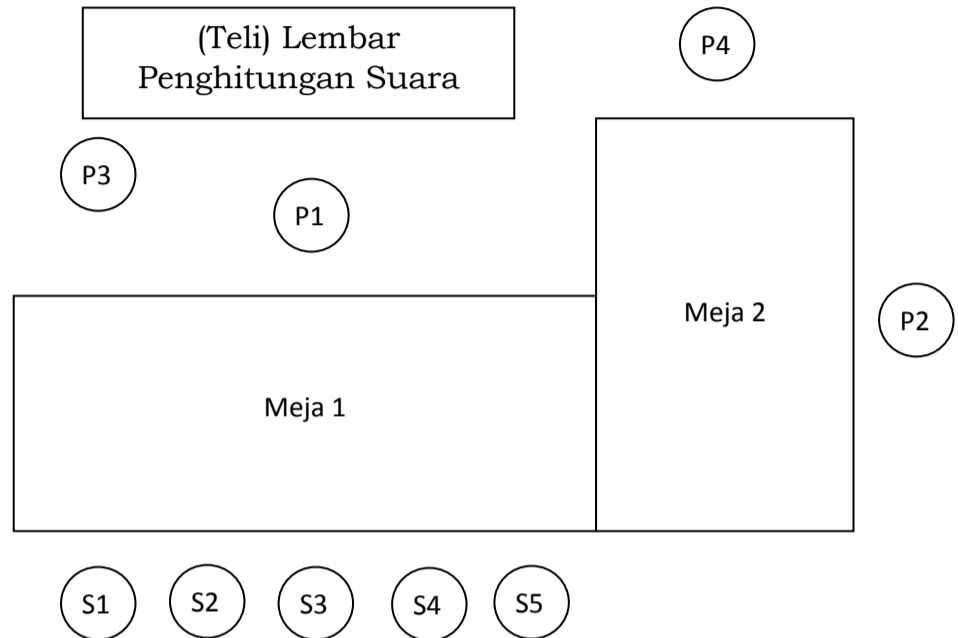 (Teli) Lembar
Penghitungan Suara
P4
P3
P1
Meja 2
P2
Meja 1
S1
S2
S3
S4
S5